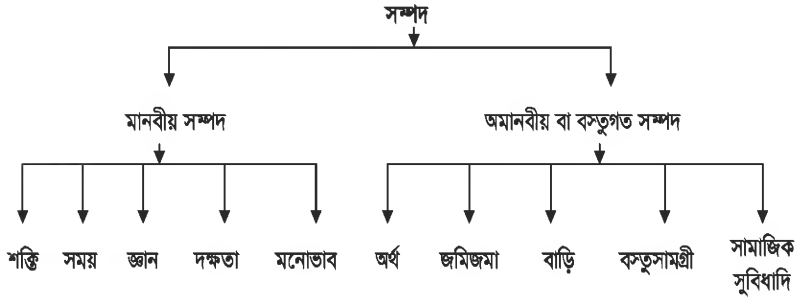 সম্পদ
মানবীয় সম্পদ অমানবীয় বা বস্তুগত সম্পদ
শক্তি সময় জ্ঞান দক্ষতা মনোভাব অর্থ জমিজমা বাড়ি বস্তুসামগ্রী সামাজিক
সুবিধাদি